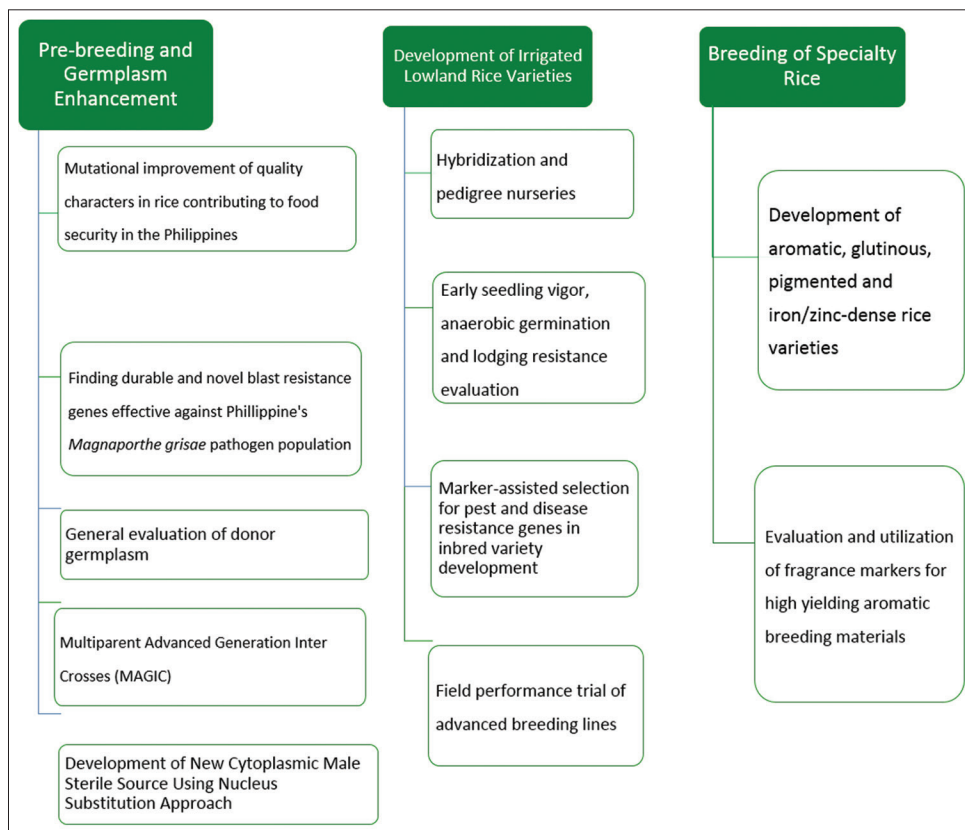 Pre-breeding and
Germplasm
Enhancement
Mutational improvement of quality
characters in rice contributing to food
security in the Philippines
Finding durable and novel blast resistance
genes effective against Phillippine's
Magnaporthe grisae pathogen population
General evaluation of donor
germplasm
Multiparent Advanced Generation Inter
Crosses (MAGIC)
Development of New Cytoplasmic Male
Sterile Source Using Nucleus
Substitution Approach
Development of Irrigated
Lowland Rice Varieties
Hybridization and
pedigree nurseries
Early seedling vigor,
anaerobic germination
and lodging resistance
evaluation
Marker-assisted selection
for pest and disease
resistance genes in
inbred variety
development
Field performance trial of
advanced breeding lines
Breeding of Specialty
Rice
Development of
aromatic, glutinous,
pigmented and
iron/zinc-dense rice
varieties
Evaluation and utilization
of fragrance markers for
high yielding aromatic
breeding materials